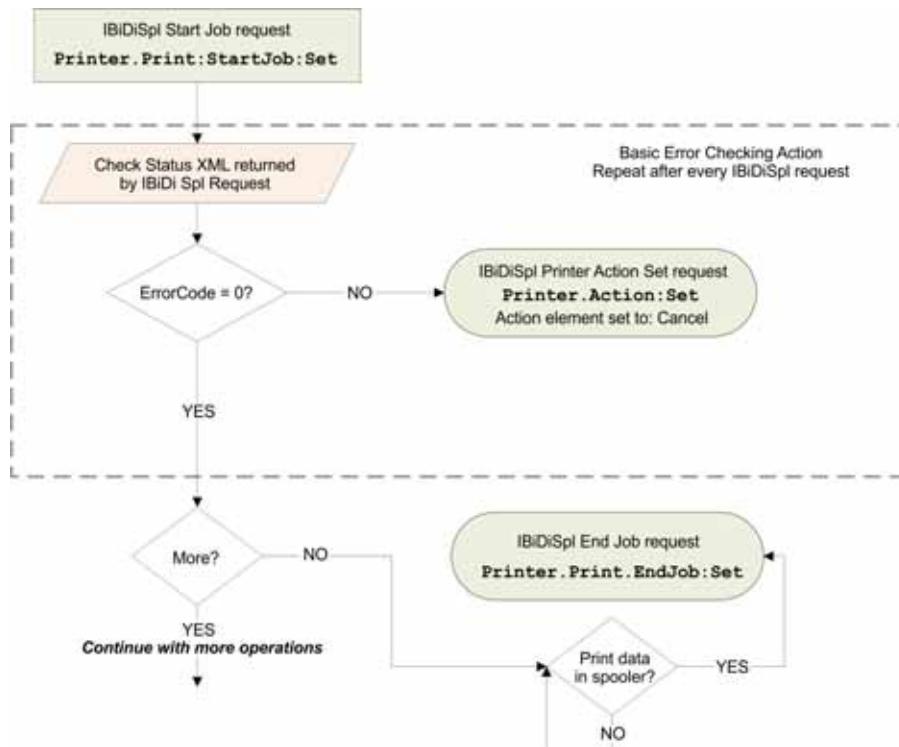 IBiDiSpl Start Job request
Printer.Print:StartJob:Set
Check Status XML returned
by IBiDi Spl Request
Basic Error Checking Action
Repeat after every IBiDiSpl request
ErrorCode = 0?
NO
IBiDiSpl Printer Action Set request
Printer.Action:Set
Action element set to: Cancel
YES
More?
NO
IBiDiSpl End Job request
Printer.Print.EndJob:Set
YES
Continue with more operations
Print data
in spooler?
YES
NO